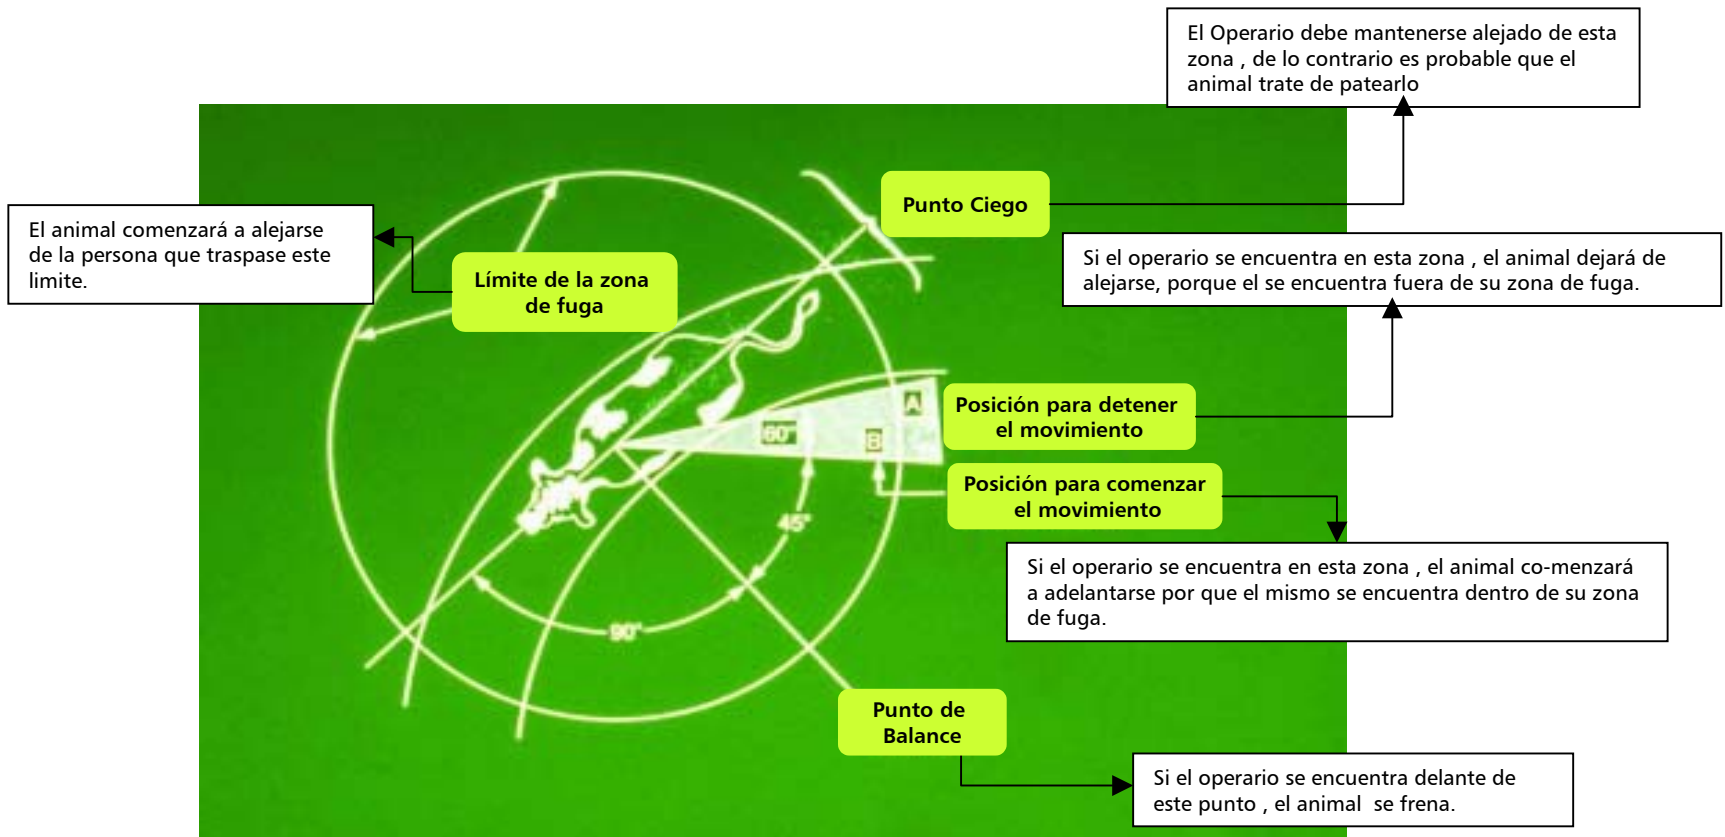 El Operario debe mantenerse alejado de esta
zona , de lo contrario es probable que el
animal trate de patearlo
Punto Ciego
El animal comenzará a alejarse
de la persona que traspase este
limite.
Límite de la zona
de fuga
Si el operario se encuentra en esta zona , el animal dejará de
alejarse, porque el se encuentra fuera de su zona de fuga.
Posición para detener
el movimiento
A
60°
B
Posición para comenzar
el movimiento
45°
Si el operario se encuentra en esta zona , el animal co-menzará
a adelantarse por que el mismo se encuentra dentro de su zona
de fuga.
90°
Punto de
Balance
Si el operario se encuentra delante de
este punto , el animal  se frena.